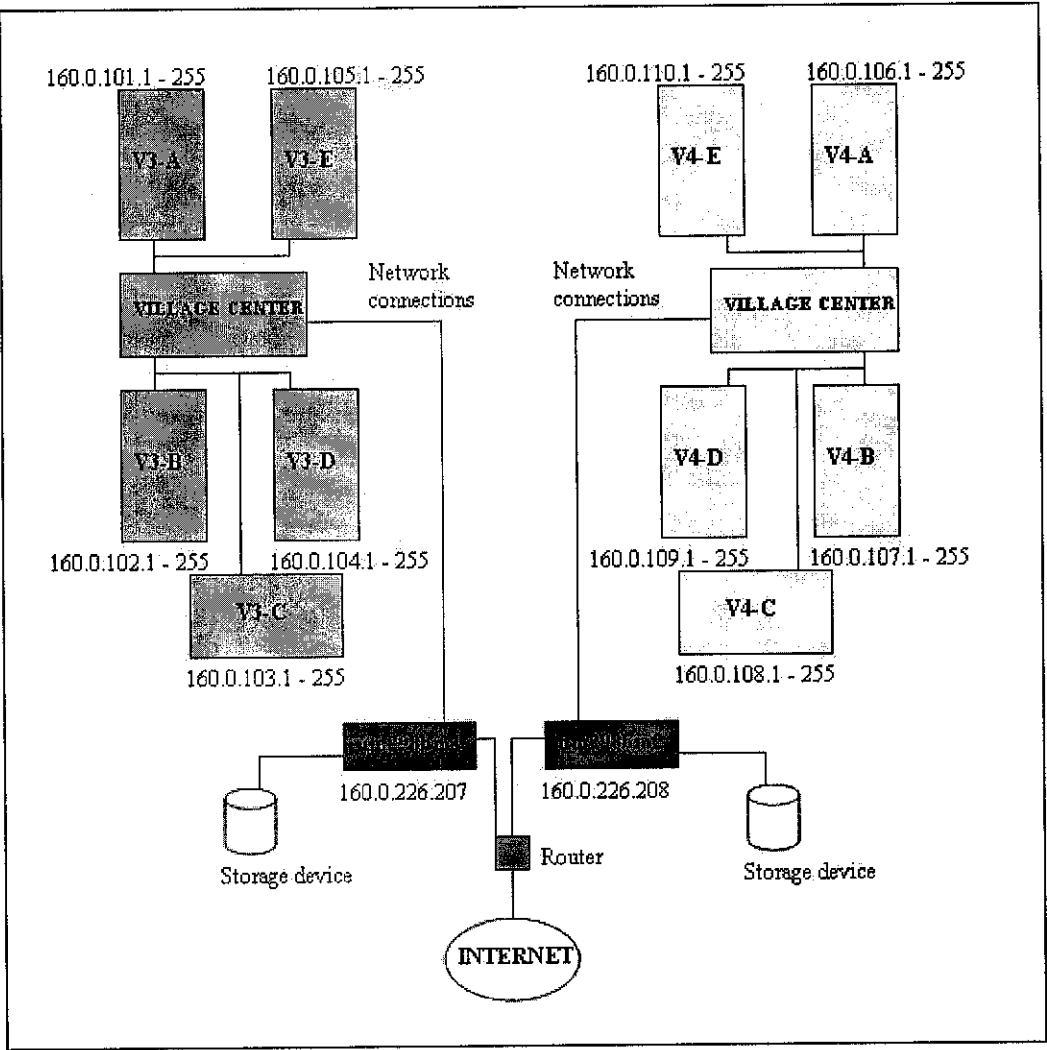 160.0.101.1 - 255
160.0.105.1 - 255
160.0.110.1 - 255
160.0.106.1 - 255
V3-A
V3-E
V4-E
V4-A
Network
connections
Network
connections
VILLAGE CENTER
VILLAGE CENTER
V3-B
V3-D
V4-D
V4-B
160.0.102.1 - 255
160.0.104.1 - 255
160.0.109.1 - 255
160.0.107.1 - 255
V3-C
V4-C
160.0.103.1 - 255
160.0.108.1 - 255
160.0.226.207
160.0.226.208
Router
Storage device
Storage device
INTERNET